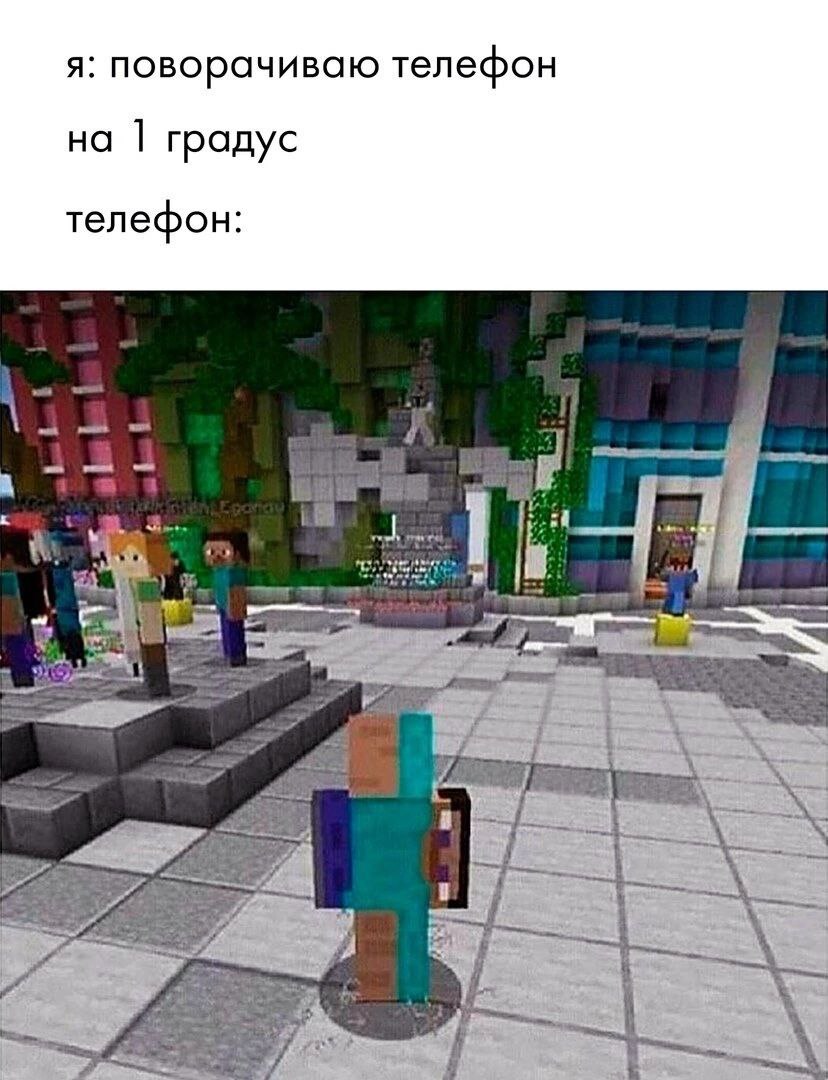 я: поворачиваю телефон
на 1 градус
телефон: